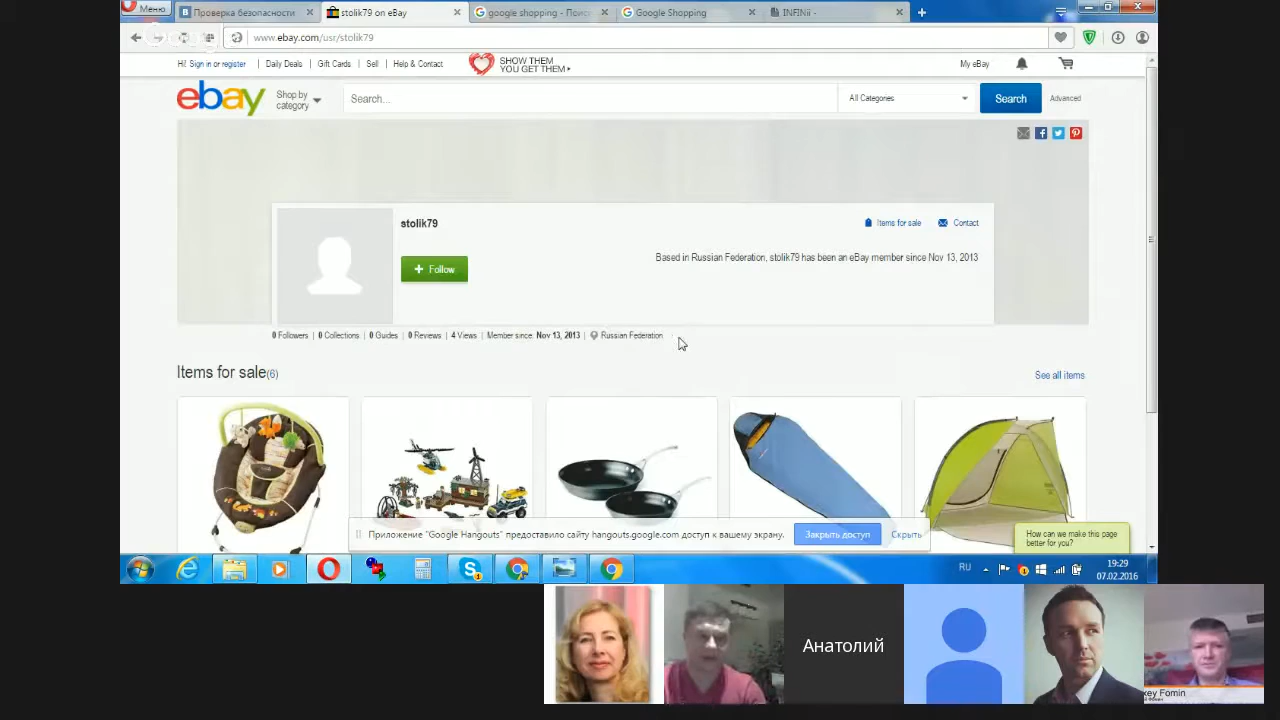 Меню
Проверка безопасности
stolik79 on eBay
google shopping - Поис
Google Shopping
INFINii -
www.ebay.com/usr/stolik79
Hi! Sign in or register | Daily Deals | Gift Cards | Sell | Help & Contact
SHOW THEM
YOU GET THEM
My eBay
ebay
Shop by
category
Search...
All Categories
Search
Advanced
stolik79
Items for sale
Contact
Follow
Based in Russian Federation, stolik79 has been an eBay member since Nov 13, 2013
0 Followers | 0 Collections | 0 Guides | 0 Reviews | 4 Views | Member since: Nov 13, 2013 | Russian Federation
Items for sale(6)
See all items
Приложение "Google Hangouts" предоставило сайту hangouts.google.com доступ к вашему экрану.
Закрыть доступ
Скрыть
How can we make this page
better for you?
RU
19:29
07.02.2016
Анатолий
xey Fomin